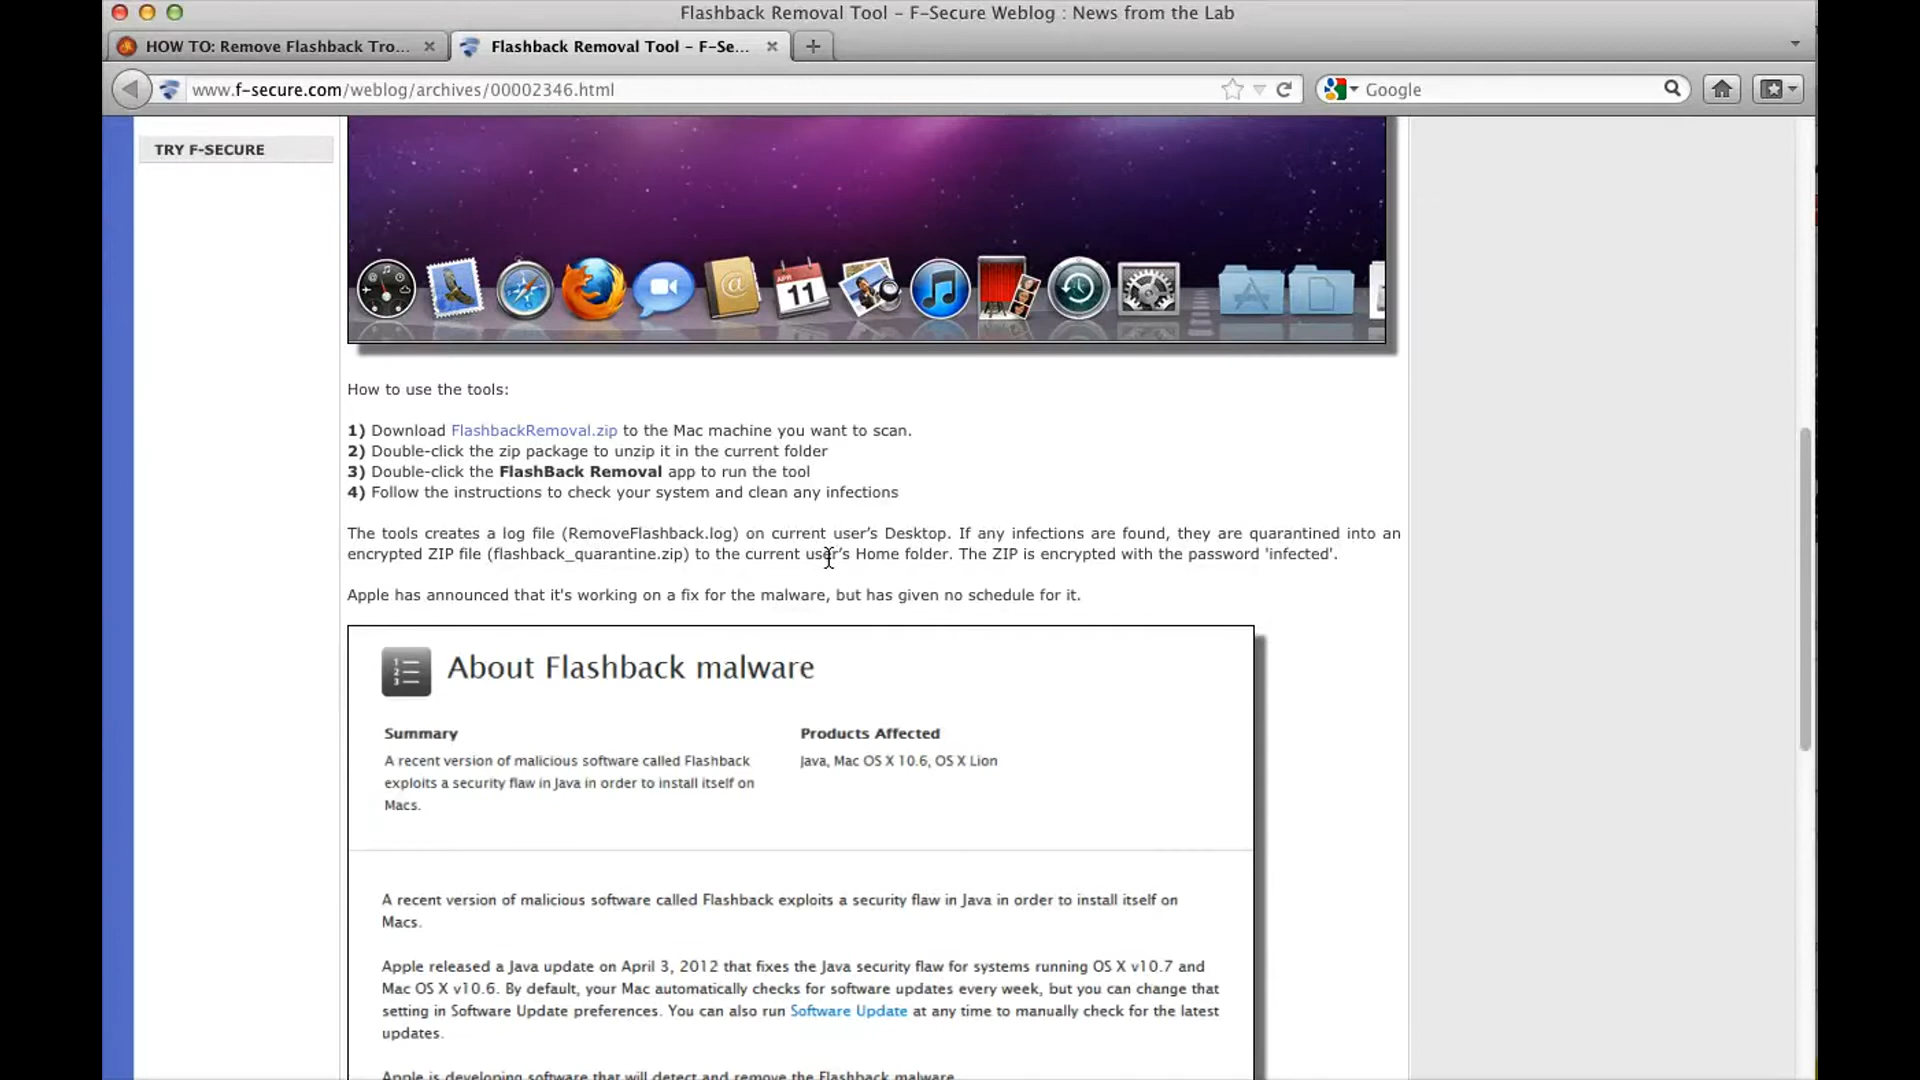 Flashback Removal Tool – F-Secure Weblog : News from the Lab
HOW TO: Remove Flashback Tro...
Flashback Removal Tool – F-Se...
www.f-secure.com/weblog/archives/00002346.html
Google
TRY F-SECURE
APR
11
How to use the tools:
1) Download FlashbackRemoval.zip to the Mac machine you want to scan.
2) Double-click the zip package to unzip it in the current folder
3) Double-click the FlashBack Removal app to run the tool
4) Follow the instructions to check your system and clean any infections
The tools creates a log file (RemoveFlashback.log) on current user's Desktop. If any infections are found, they are quarantined into an
encrypted ZIP file (flashback_quarantine.zip) to the current user's Home folder. The ZIP is encrypted with the password 'infected'.
Apple has announced that it's working on a fix for the malware, but has given no schedule for it.
About Flashback malware
Summary
Products Affected
A recent version of malicious software called Flashback
exploits a security flaw in Java in order to install itself on
Macs.
Java, Mac OS X 10.6, OS X Lion
A recent version of malicious software called Flashback exploits a security flaw in Java in order to install itself on
Macs.
Apple released a Java update on April 3, 2012 that fixes the Java security flaw for systems running OS X v10.7 and
Mac OS X v10.6. By default, your Mac automatically checks for software updates every week, but you can change that
setting in Software Update preferences. You can also run Software Update at any time to manually check for the latest
updates.
Apple is developing software that will detect and remove the Flashback malware.